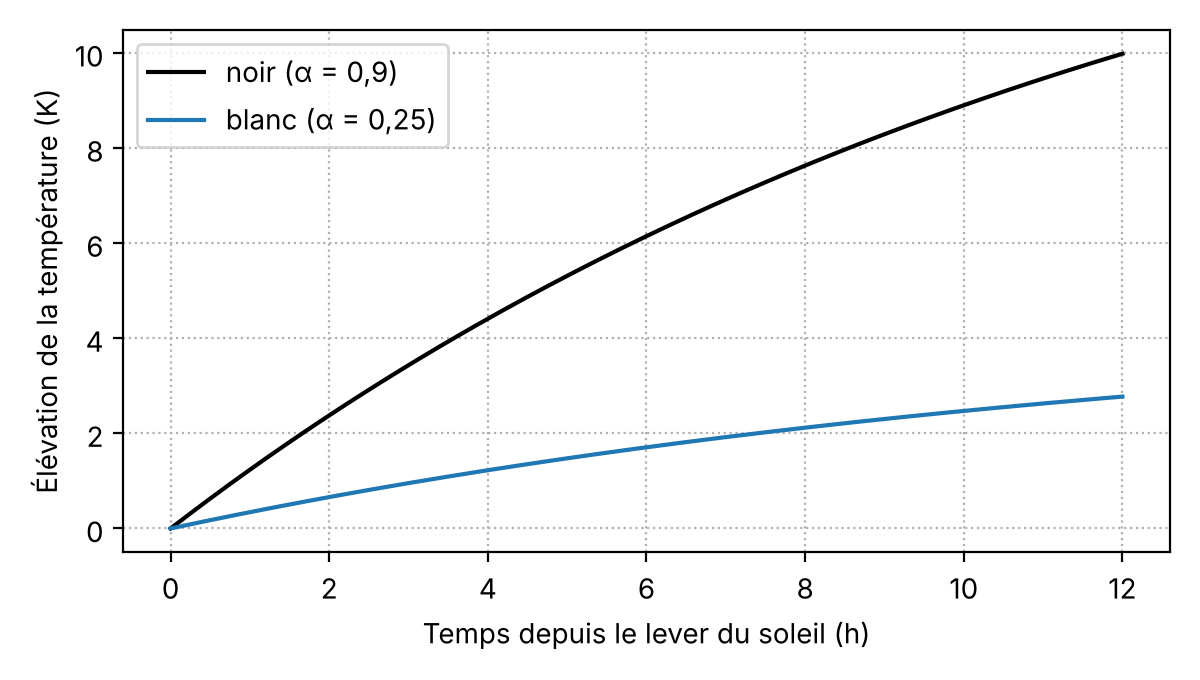 noir (α = 0,9)
blanc (α = 0,25)
Élévation de la température (K)
10
8
6
4
2
0
0 2 4 6 8 10 12
Temps depuis le lever du soleil (h)